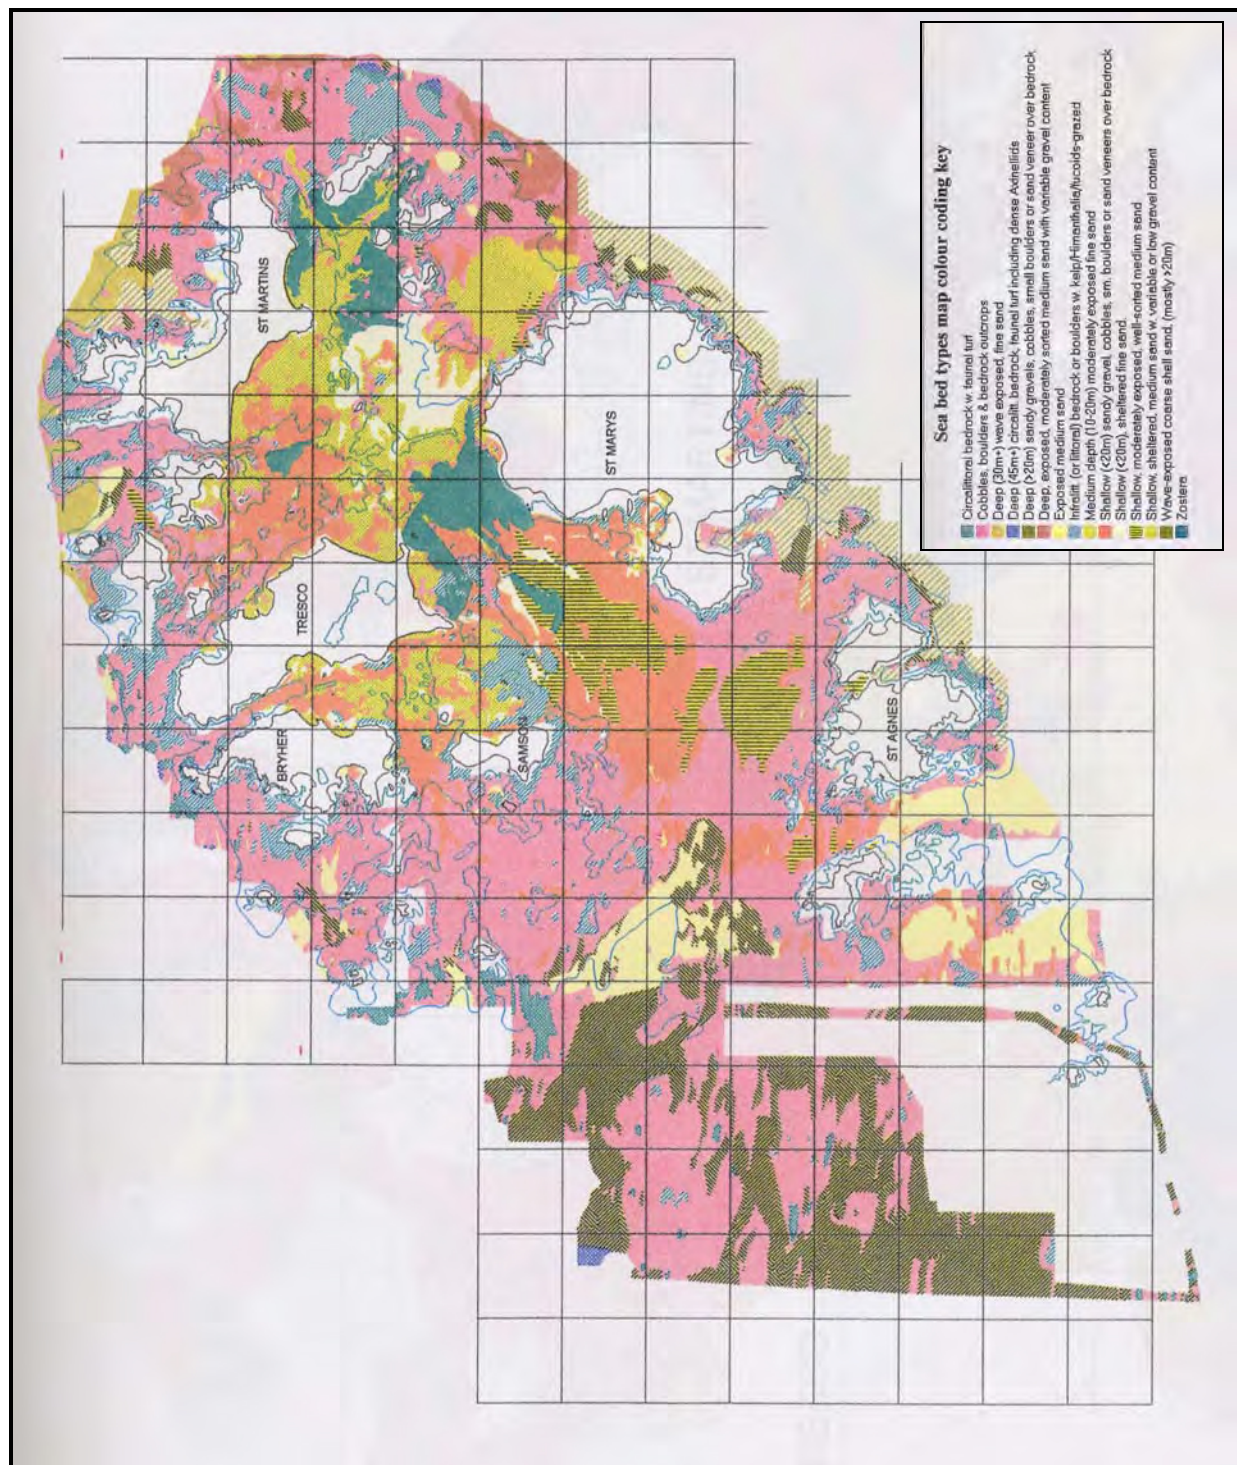 Sea bed types map colour coding key
Circalittoral bedrock w. faunal turf
Cobbles, boulders & bedrock outcrops
Deep (30m+) wave exposed, fine sand
Deep (45m+) circalitt. bedrock, faunal turf including dense Axinellids
Deep (>20m) sandy gravels, cobbles, small boulders or sand veneer over bedrock
Deep, exposed, moderately sorted medium sand with variable gravel content
Exposed medium sand
Infralitt. (or littoral) bedrock or boulders w. kelp/Himanthalia/fucoids-grazed
Medium depth (10-20m) moderately exposed fine sand
Shallow (<20m) sandy gravel, cobbles, sm. boulders or sand veneers over bedrock
Shallow (<20m), sheltered fine sand
Shallow, moderately exposed, well-sorted medium sand
Shallow, sheltered, medium sand w. variable or low gravel content
Wave-exposed coarse shell sand, (mostly >20m)
Zostera
BRYHER
TRESCO
ST MARTINS
SAMSON
ST MARYS
ST AGNES